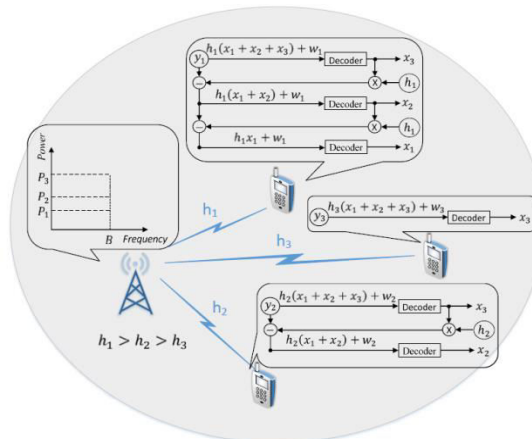 y₁ h₁(x₁ + x₂ + x₃) + w₁ Decoder x₃
− X h₁
h₁(x₁ + x₂) + w₁ Decoder x₂
− X h₁
h₁x₁ + w₁ Decoder x₁
Power
P₃
P₂
P₁
B Frequency
h₁
y₃ h₃(x₁ + x₂ + x₃) + w₃ Decoder x₃
h₃
h₂
h₁ > h₂ > h₃
y₂ h₂(x₁ + x₂ + x₃) + w₂ Decoder x₃
− X h₂
h₂(x₁ + x₂) + w₂ Decoder x₂